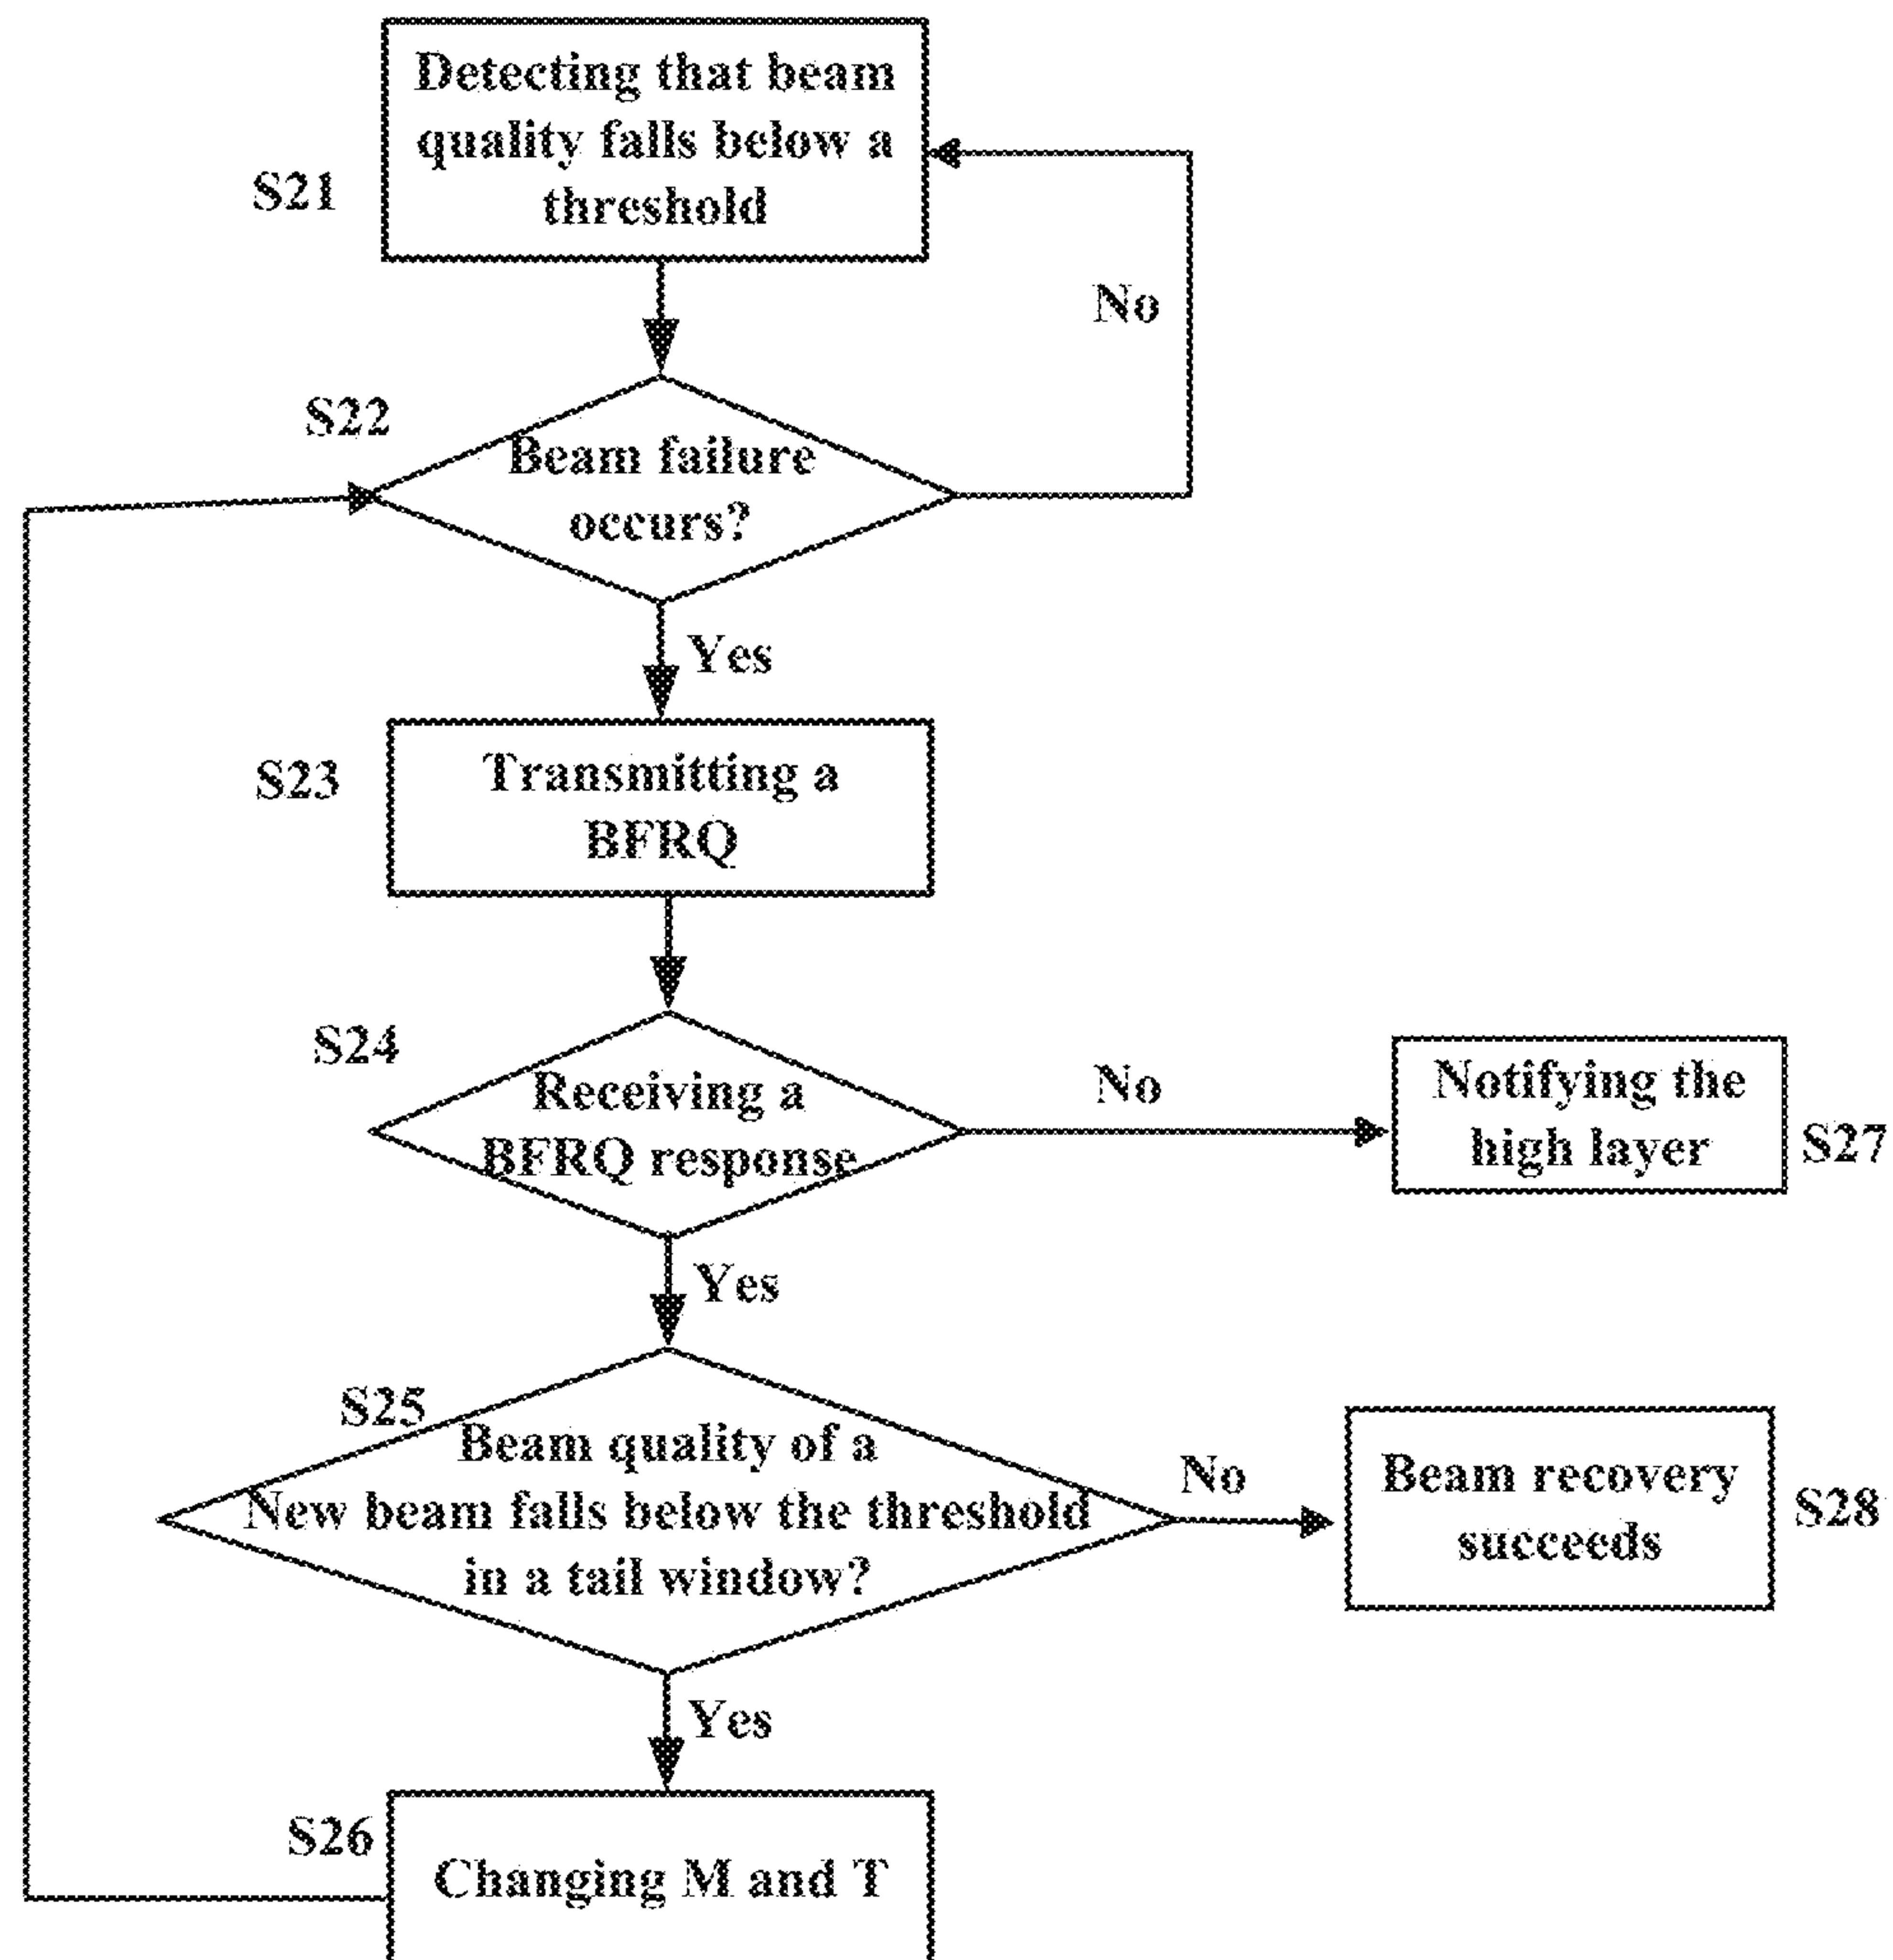 Detecting that beam
quality falls below a
threshold
S21
No
S22
Beam failure
occurs?
Yes
S23
Transmitting a
BFRQ
S24
Receiving a
BFRQ response
No
Notifying the
high layer
S27
Yes
S25
Beam quality of a
New beam falls below the threshold
in a tail window?
No
Beam recovery
succeeds
S28
Yes
S26
Changing M and T